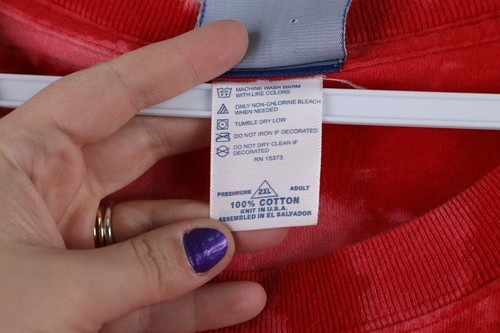 MACHINE WASH WARM
WITH LIKE COLORS
ONLY NON-CHLORINE BLEACH
WHEN NEEDED
TUMBLE DRY LOW
DO NOT IRON IF DECORATED
DO NOT DRY CLEAN IF
DECORATED
RN 15373
PRESHRUNK 2XL ADULT
100% COTTON
KNIT IN U.S.A.
ASSEMBLED IN EL SALVADOR